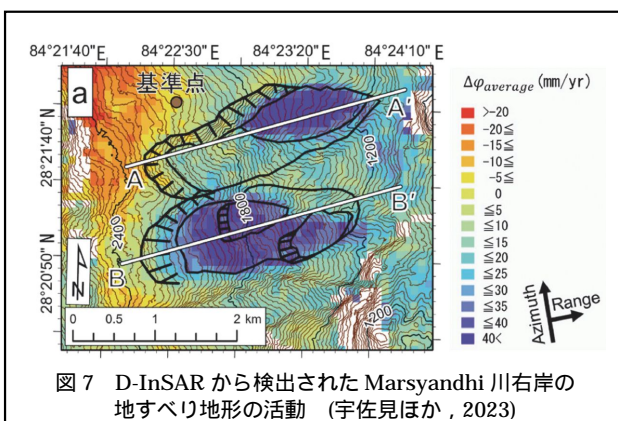 84°21'40"E 84°22'30"E 84°23'20"E 84°24'10"E
a
基準点
28°21'40"N
28°20'50"N
A
A'
B
B'
2400
1800
1200
1200
N
0 0.5 1 2 km
Δφaverage (mm/yr)
>-20
-20≦
-15≦
-10≦
-5≦
0
≦5
≦10
≦15
≦20
≦25
≦30
≦35
≦40
40<
Azimuth
Range
図 7 D-InSAR から検出された Marsyandhi 川右岸の
地すべり地形の活動 (宇佐見ほか , 2023)